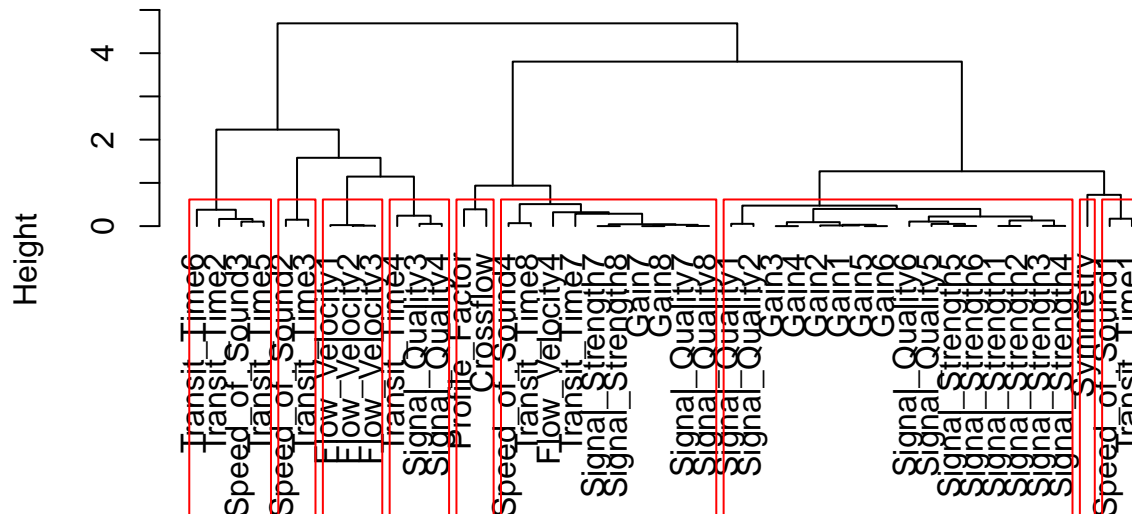 Height
0
2
4
Transit_Time6
Transit_Time2
Speed_of_Sound3
Transit_Time5
Speed_of_Sound2
Transit_Time3
Flow_Velocity1
Flow_Velocity2
Flow_Velocity3
Transit_Time4
Signal_Quality3
Signal_Quality4
Profile_Factor
Crossflow
Speed_of_Sound4
Transit_Time8
Flow_Velocity4
Transit_Time7
Signal_Strength7
Signal_Strength8
Gain7
Gain8
Signal_Quality7
Signal_Quality8
Signal_Quality1
Signal_Quality2
Gain3
Gain4
Gain2
Gain1
Gain5
Gain6
Signal_Quality6
Signal_Quality5
Signal_Strength5
Signal_Strength6
Signal_Strength1
Signal_Strength2
Signal_Strength3
Signal_Strength4
Symmetry
Speed_of_Sound1
Transit_Time1